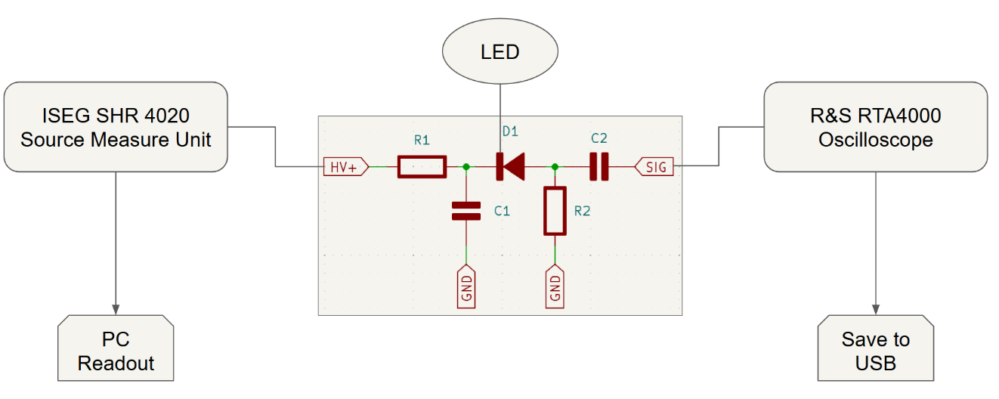 LED
ISEG SHR 4020
Source Measure Unit
R&S RTA4000
Oscilloscope
D1
R1
C2
HV+
SIG
C1
R2
GND
GND
PC
Readout
Save to
USB